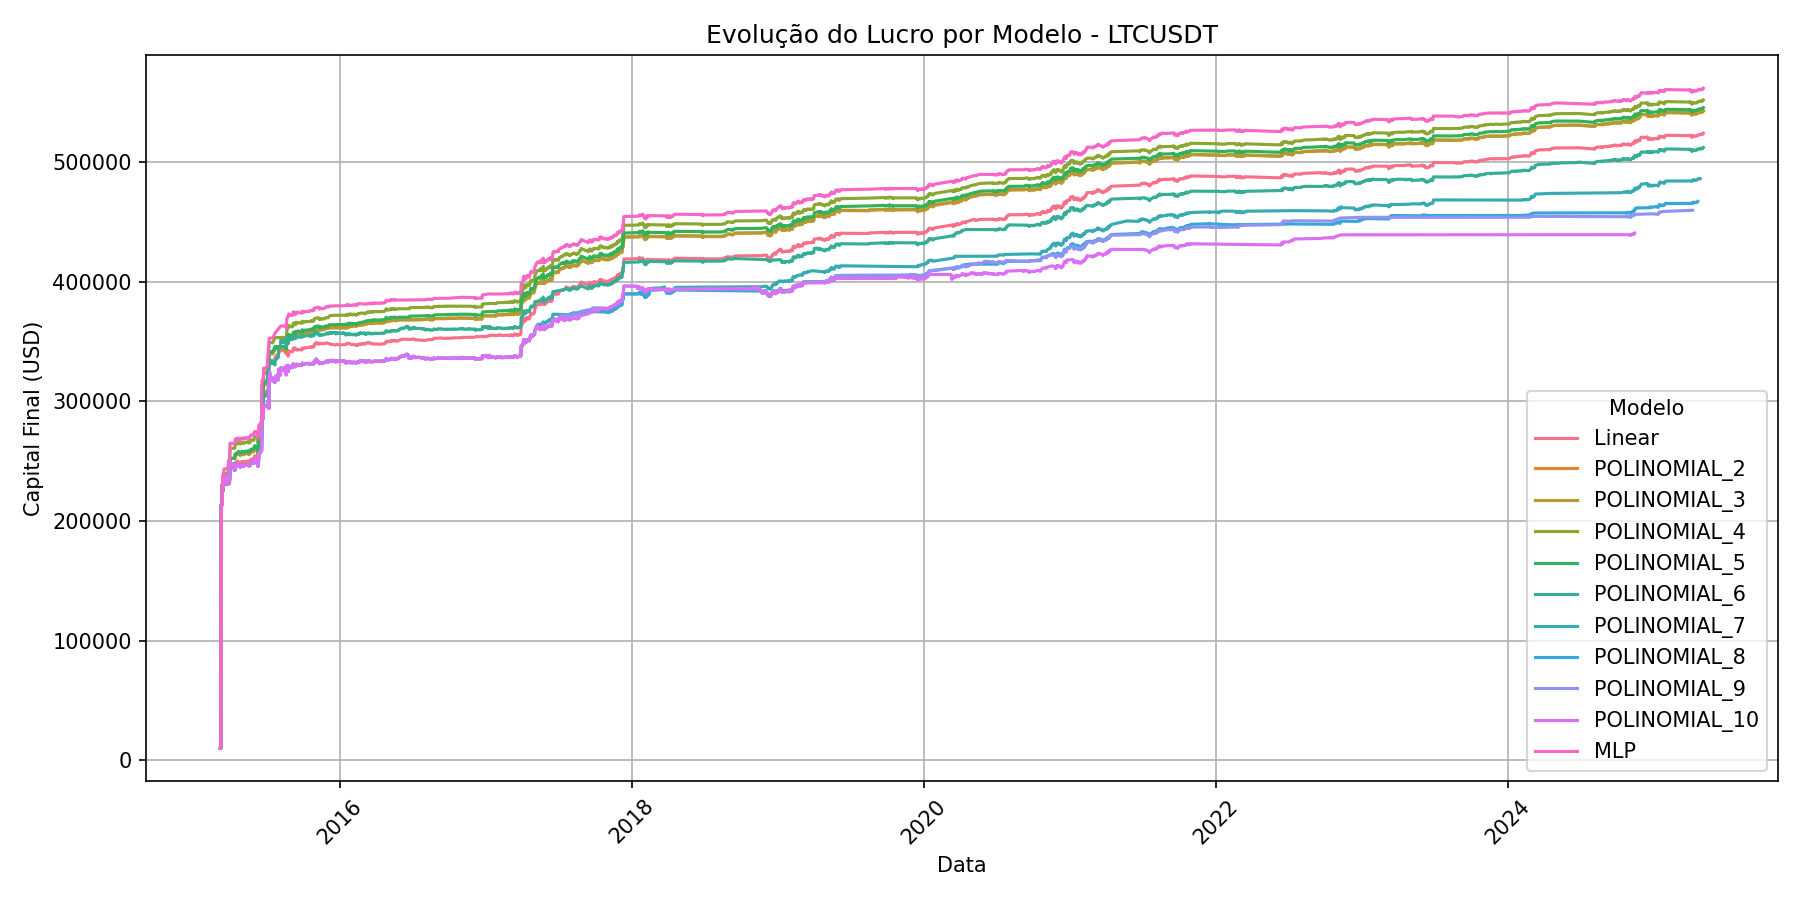 Evolução do Lucro por Modelo - LTCUSDT
Capital Final (USD)
500000
400000
300000
200000
100000
0
Modelo
Linear
POLINOMIAL_2
POLINOMIAL_3
POLINOMIAL_4
POLINOMIAL_5
POLINOMIAL_6
POLINOMIAL_7
POLINOMIAL_8
POLINOMIAL_9
POLINOMIAL_10
MLP
2016
2018
2020
2022
2024
Data